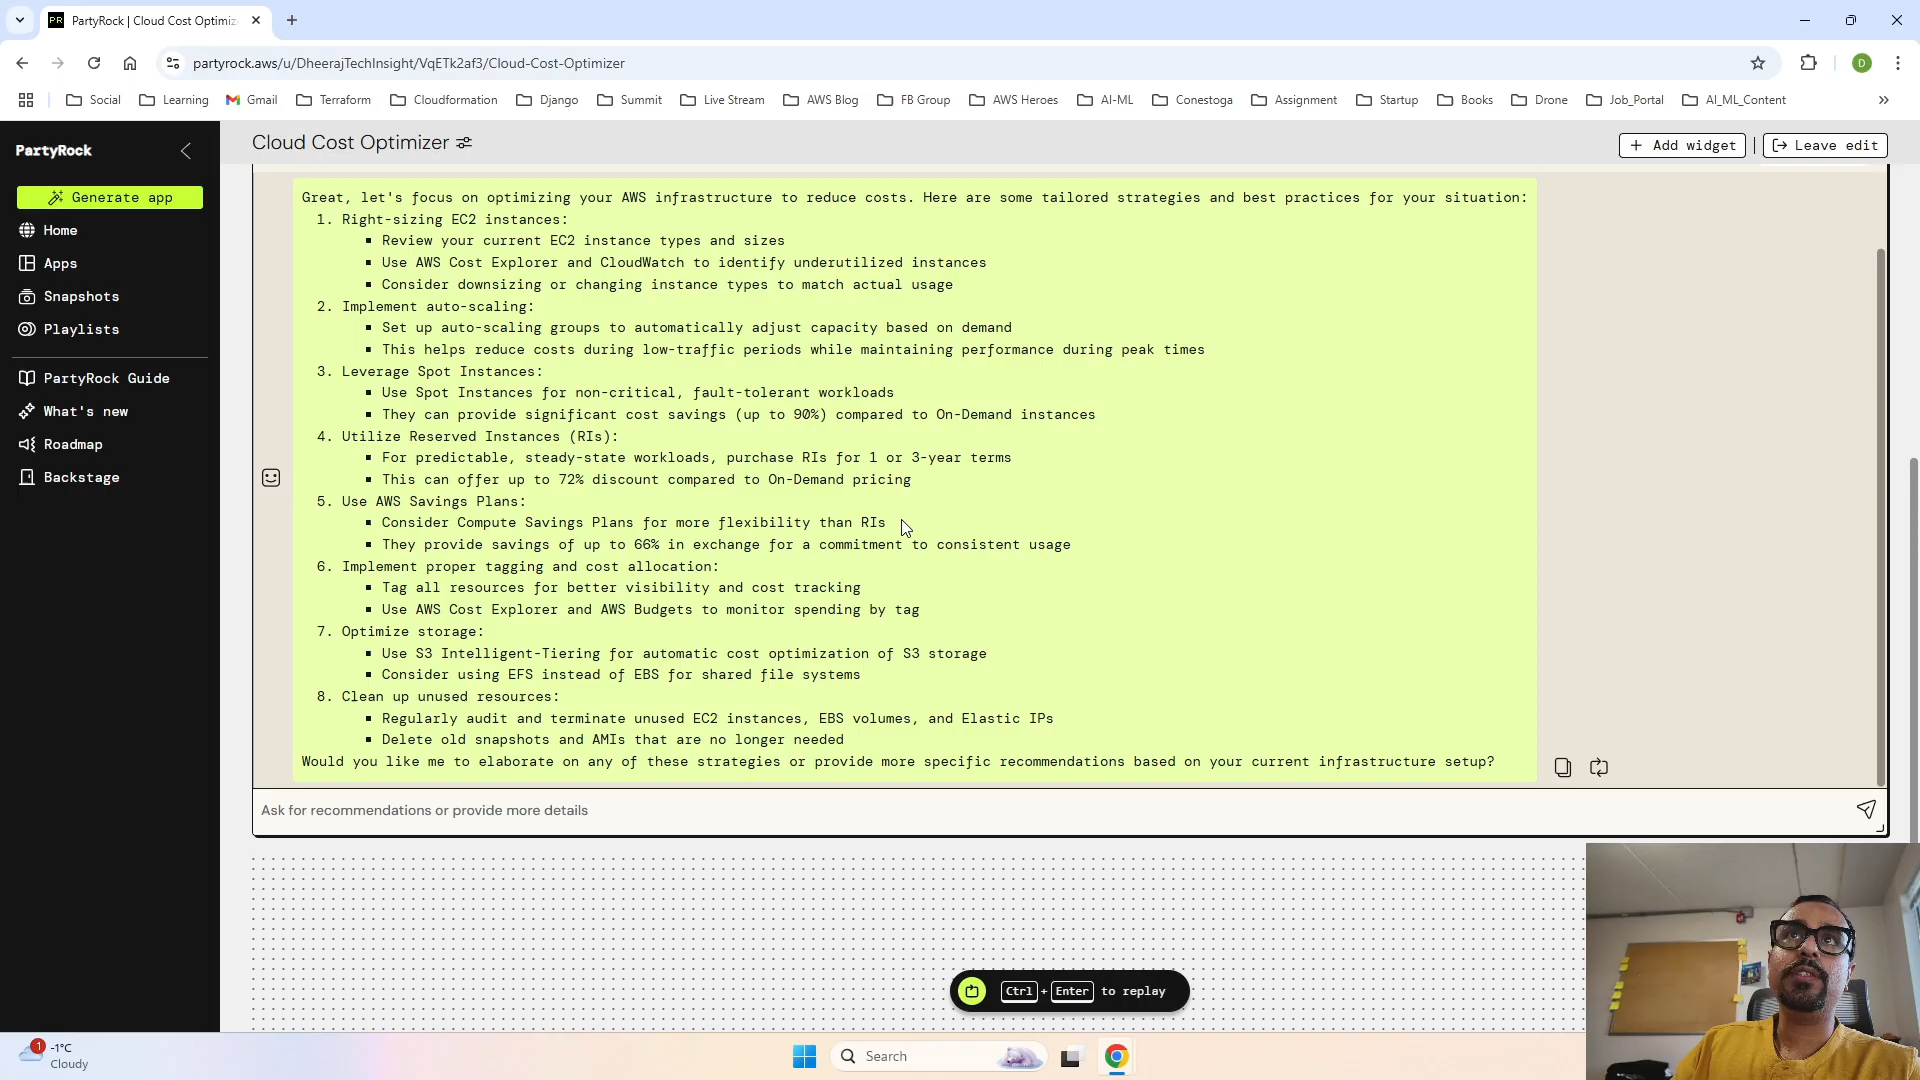 PR PartyRock | Cloud Cost Optimiz
partyrock.aws/u/DheerajTechInsight/VqETk2af3/Cloud-Cost-Optimizer
D
Social Learning Gmail Terraform Cloudformation Django Summit Live Stream AWS Blog FB Group AWS Heroes AI-ML Conestoga Assignment Startup Books Drone Job_Portal AI_ML_Content
PartyRock
Generate app
Home
Apps
Snapshots
Playlists
PartyRock Guide
What's new
Roadmap
Backstage
Cloud Cost Optimizer
+ Add widget | Leave edit
Great, let's focus on optimizing your AWS infrastructure to reduce costs. Here are some tailored strategies and best practices for your situation:
1. Right-sizing EC2 instances:
▪ Review your current EC2 instance types and sizes
▪ Use AWS Cost Explorer and CloudWatch to identify underutilized instances
▪ Consider downsizing or changing instance types to match actual usage
2. Implement auto-scaling:
▪ Set up auto-scaling groups to automatically adjust capacity based on demand
▪ This helps reduce costs during low-traffic periods while maintaining performance during peak times
3. Leverage Spot Instances:
▪ Use Spot Instances for non-critical, fault-tolerant workloads
▪ They can provide significant cost savings (up to 90%) compared to On-Demand instances
4. Utilize Reserved Instances (RIs):
▪ For predictable, steady-state workloads, purchase RIs for 1 or 3-year terms
▪ This can offer up to 72% discount compared to On-Demand pricing
5. Use AWS Savings Plans:
▪ Consider Compute Savings Plans for more flexibility than RIs
▪ They provide savings of up to 66% in exchange for a commitment to consistent usage
6. Implement proper tagging and cost allocation:
▪ Tag all resources for better visibility and cost tracking
▪ Use AWS Cost Explorer and AWS Budgets to monitor spending by tag
7. Optimize storage:
▪ Use S3 Intelligent-Tiering for automatic cost optimization of S3 storage
▪ Consider using EFS instead of EBS for shared file systems
8. Clean up unused resources:
▪ Regularly audit and terminate unused EC2 instances, EBS volumes, and Elastic IPs
▪ Delete old snapshots and AMIs that are no longer needed
Would you like me to elaborate on any of these strategies or provide more specific recommendations based on your current infrastructure setup?
Ask for recommendations or provide more details
Ctrl + Enter to replay
1
-1°C
Cloudy
Search